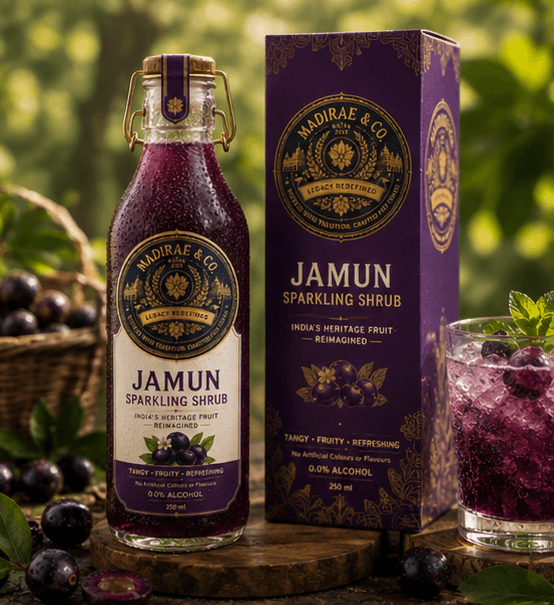 MADIRAE & CO.
LEGACY REDEFINED
JAMUN
SPARKLING SHRUB
INDIA'S HERITAGE FRUIT
REIMAGINED
TANGY • FRUITY • REFRESHING
No Artificial Colours or Flavours
0.0% ALCOHOL
250 ml
MADIRAE & CO.
LEGACY REDEFINED
JAMUN
SPARKLING SHRUB
INDIA'S HERITAGE FRUIT
REIMAGINED
TANGY • FRUITY • REFRESHING
No Artificial Colours or Flavours
0.0% ALCOHOL
250 ml